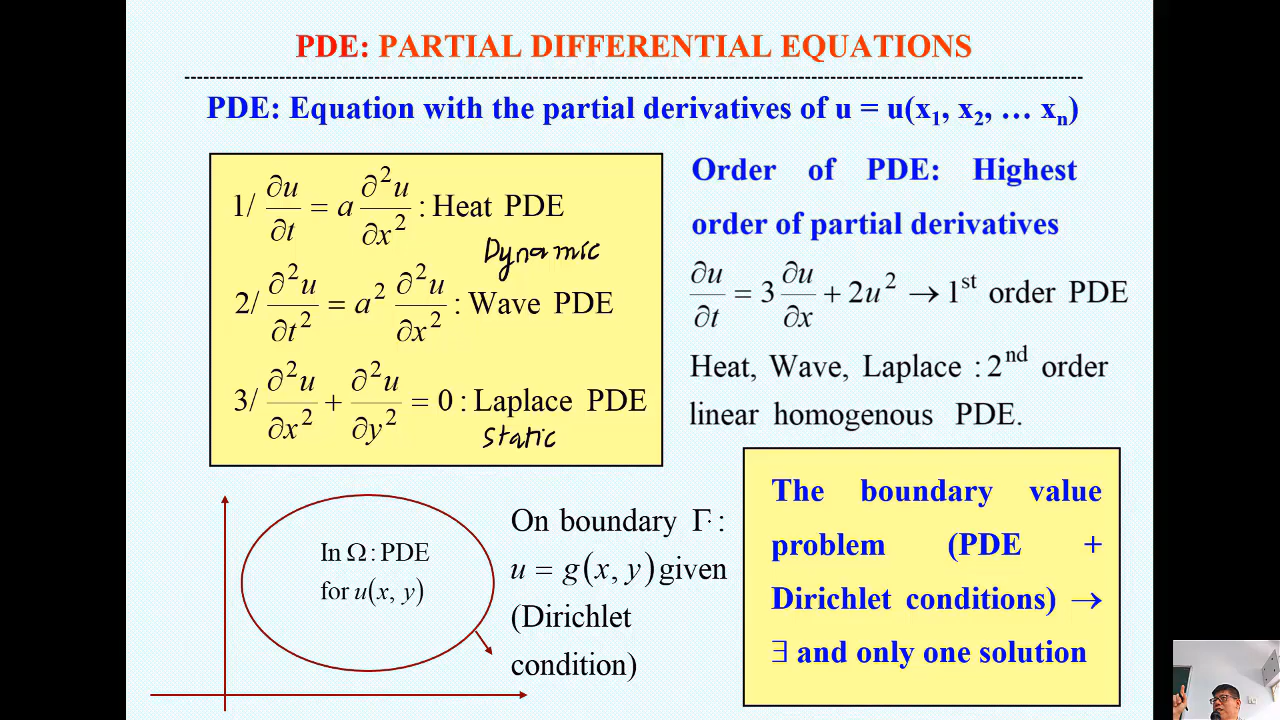 PDE: PARTIAL DIFFERENTIAL EQUATIONS
PDE: Equation with the partial derivatives of u = u(x₁, x₂, … xₙ)
1/ ∂u/∂t = a ∂²u/∂x² : Heat PDE
Dynamic
2/ ∂²u/∂t² = a² ∂²u/∂x² : Wave PDE
3/ ∂²u/∂x² + ∂²u/∂y² = 0 : Laplace PDE
Static
Order of PDE: Highest
order of partial derivatives
∂u/∂t = 3 ∂u/∂x + 2u² → 1ˢᵗ order PDE
Heat, Wave, Laplace : 2ⁿᵈ order
linear homogenous PDE.
In Ω : PDE
for u(x, y)
On boundary Γ :
u = g(x, y) given
(Dirichlet
condition)
The boundary value
problem (PDE +
Dirichlet conditions) →
∃ and only one solution